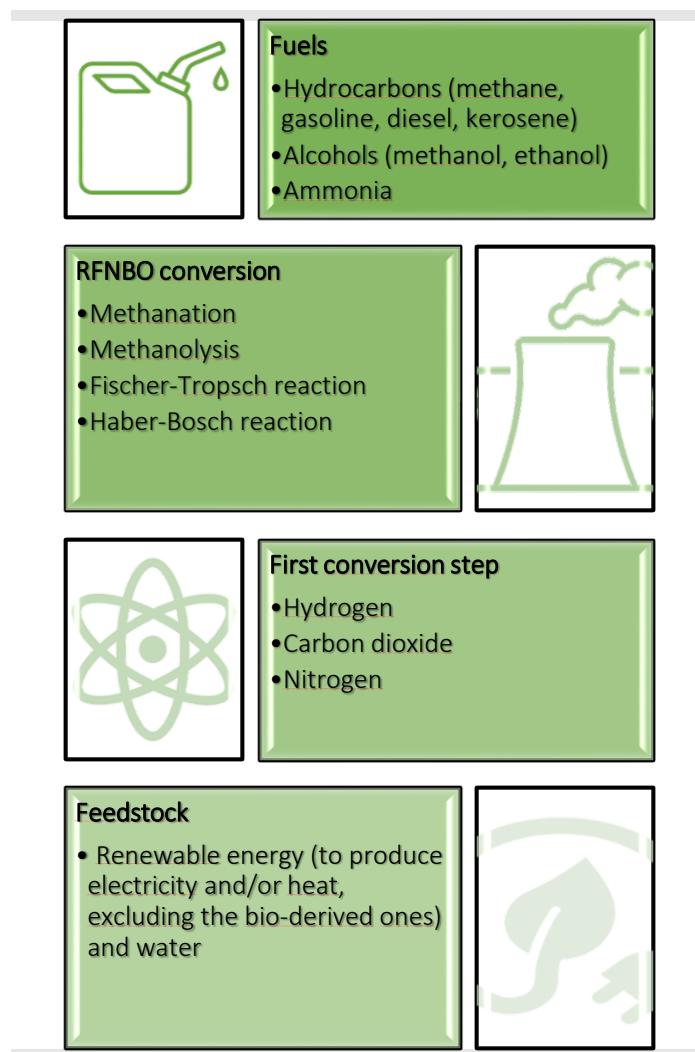 Fuels
•Hydrocarbons (methane,
gasoline, diesel, kerosene)
•Alcohols (methanol, ethanol)
•Ammonia
RFNBO conversion
•Methanation
•Methanolysis
•Fischer-Tropsch reaction
•Haber-Bosch reaction
First conversion step
•Hydrogen
•Carbon dioxide
•Nitrogen
Feedstock
• Renewable energy (to produce
electricity and/or heat,
excluding the bio-derived ones)
and water